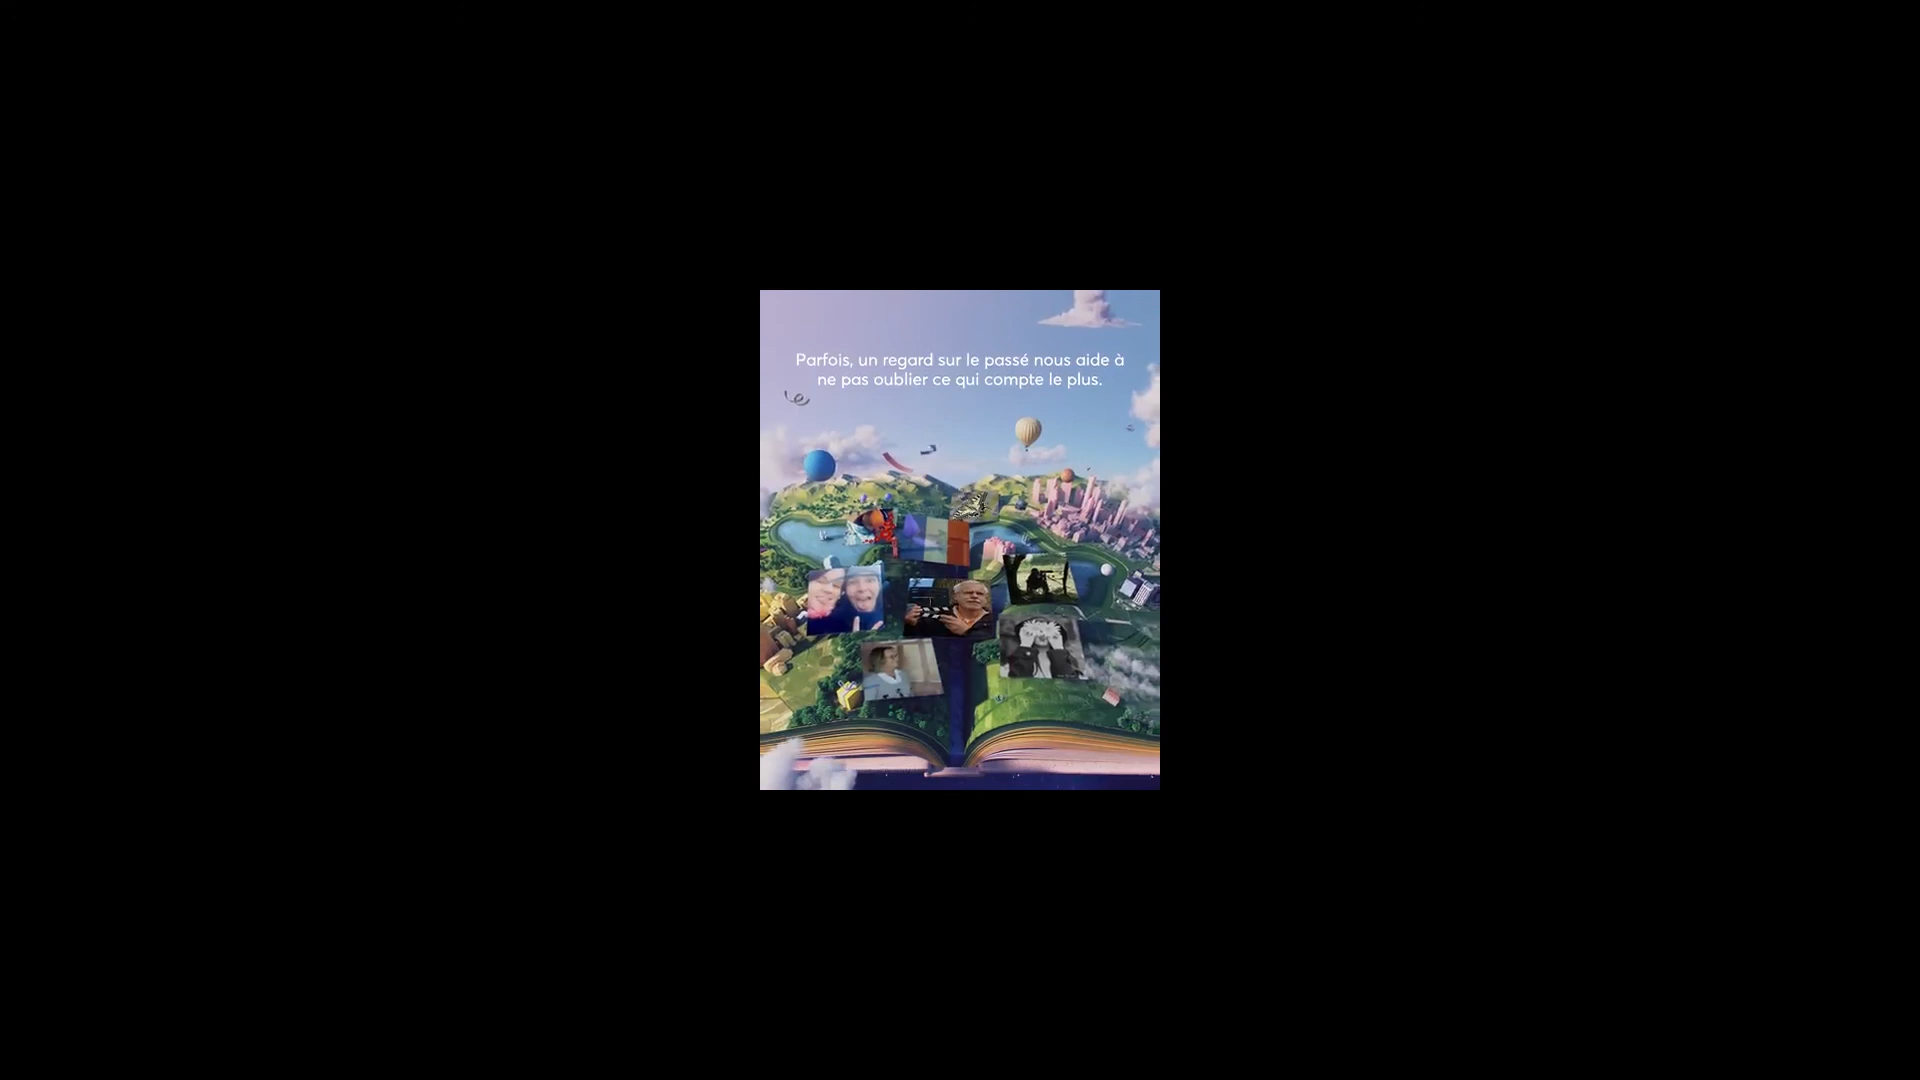 Parfois, un regard sur le passé nous aide à
ne pas oublier ce qui compte le plus.